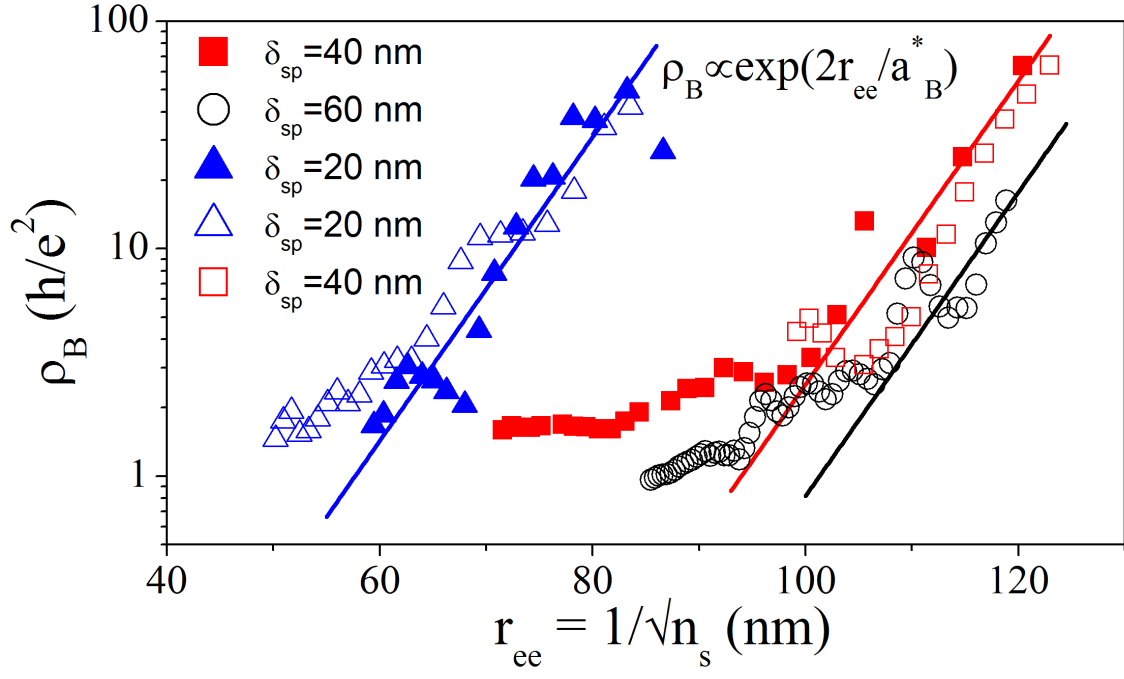 100
10
1
ρB (h/e²)
δsp=40 nm
δsp=60 nm
δsp=20 nm
δsp=20 nm
δsp=40 nm
ρB∝exp(2ree/a*B)
40 60 80 100 120
ree = 1/√ns (nm)